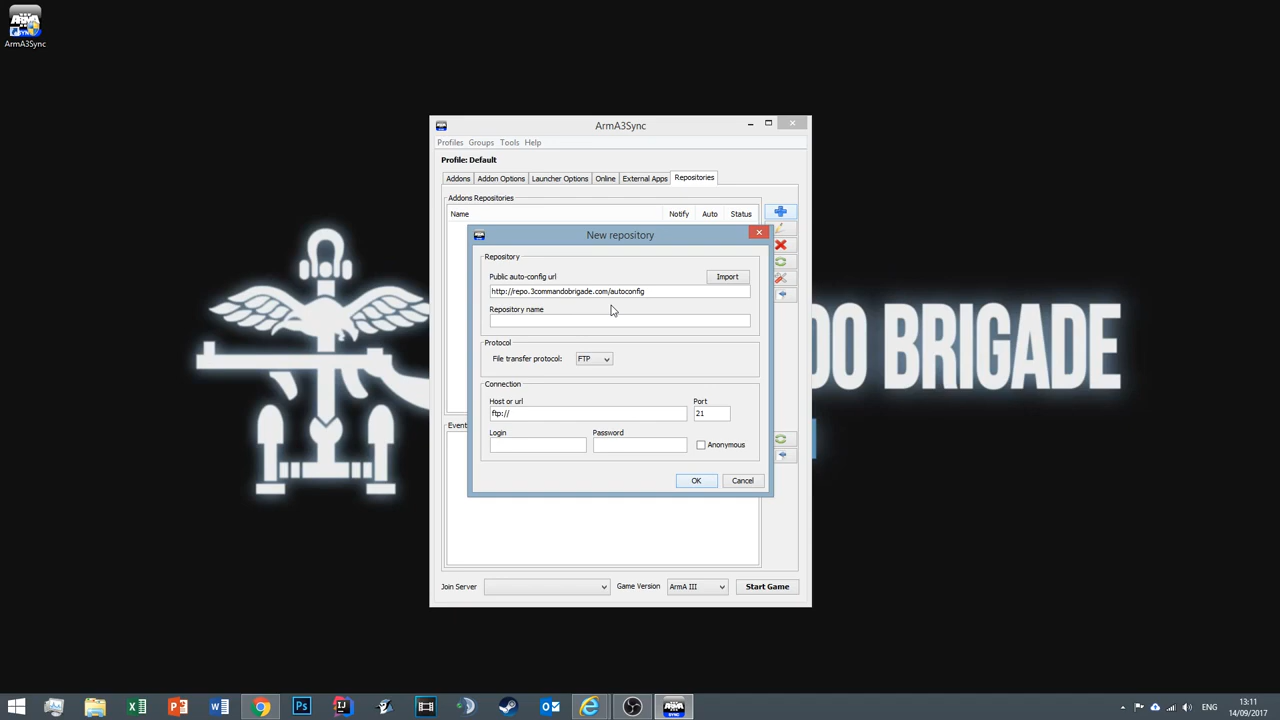 ArmA3Sync
ArmA3Sync
Profiles Groups Tools Help
Profile: Default
Addons Addon Options Launcher Options Online External Apps Repositories
Addons Repositories
Name Notify Auto Status
New repository
Repository
Public auto-config url Import
http://repo.3commandobrigade.com/autoconfig
Repository name
Protocol
File transfer protocol: FTP
Connection
Host or url Port
ftp:// 21
Login Password
Anonymous
OK Cancel
Event
DO BRIGADE
Join Server Game Version ArmA III Start Game
ENG
13:11
14/09/2017